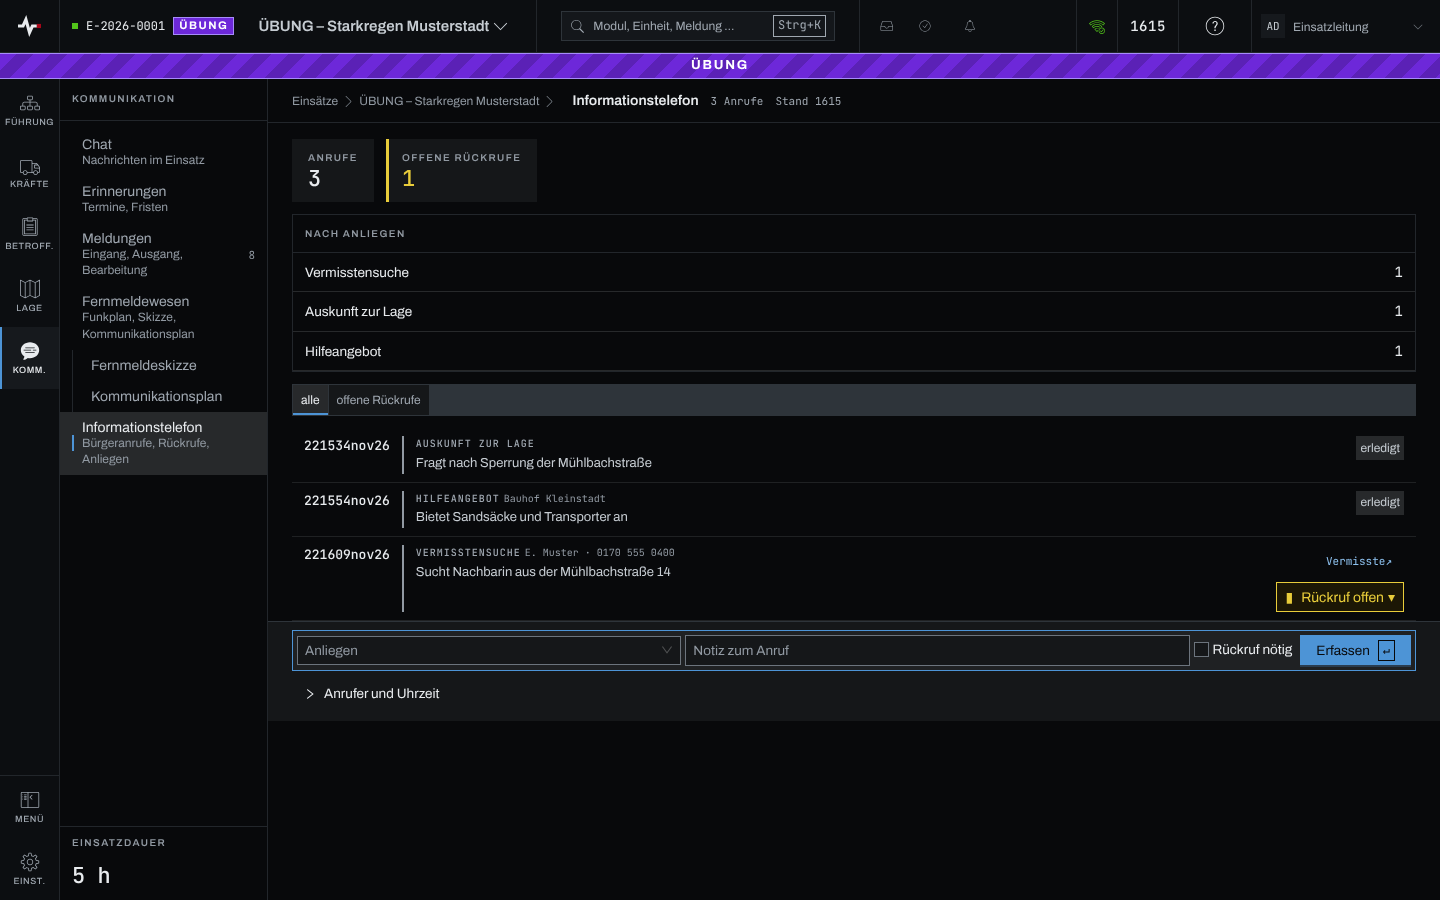 E-2026-0001 ÜBUNG ÜBUNG – Starkregen Musterstadt Modul, Einheit, Meldung ... Strg+K 1615 ? AD Einsatzleitung
ÜBUNG
FÜHRUNG
KRÄFTE
BETROFF.
LAGE
KOMM.
MENÜ
EINST.
KOMMUNIKATION
Chat
Nachrichten im Einsatz
Erinnerungen
Termine, Fristen
Meldungen
Eingang, Ausgang, 8
Bearbeitung
Fernmeldewesen
Funkplan, Skizze,
Kommunikationsplan
Fernmeldeskizze
Kommunikationsplan
Informationstelefon
Bürgeranrufe, Rückrufe,
Anliegen
EINSATZDAUER
5 h
Einsätze ÜBUNG – Starkregen Musterstadt Informationstelefon 3 Anrufe Stand 1615
ANRUFE
3
OFFENE RÜCKRUFE
1
NACH ANLIEGEN
Vermisstensuche 1
Auskunft zur Lage 1
Hilfeangebot 1
alle offene Rückrufe
221534nov26 AUSKUNFT ZUR LAGE
Fragt nach Sperrung der Mühlbachstraße
erledigt
221554nov26 HILFEANGEBOT Bauhof Kleinstadt
Bietet Sandsäcke und Transporter an
erledigt
221609nov26 VERMISSTENSUCHE E. Muster · 0170 555 0400
Sucht Nachbarin aus der Mühlbachstraße 14
Vermisste↗
Rückruf offen ▾
Anliegen Notiz zum Anruf Rückruf nötig Erfassen ↵
Anrufer und Uhrzeit